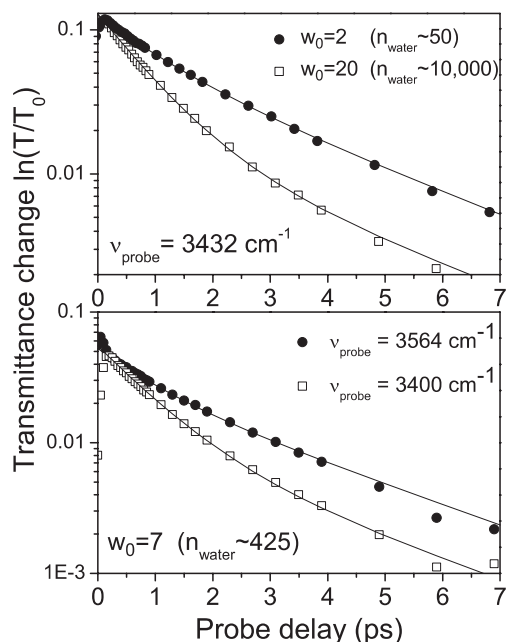 Transmittance change ln(T/T0)
0.1
0.01
w0=2 (nwater~50)
w0=20 (nwater~10,000)
νprobe= 3432 cm-1
0 1 2 3 4 5 6 7
0.1
0.01
1E-3
νprobe = 3564 cm-1
νprobe = 3400 cm-1
w0=7 (nwater~425)
0 1 2 3 4 5 6 7
Probe delay (ps)